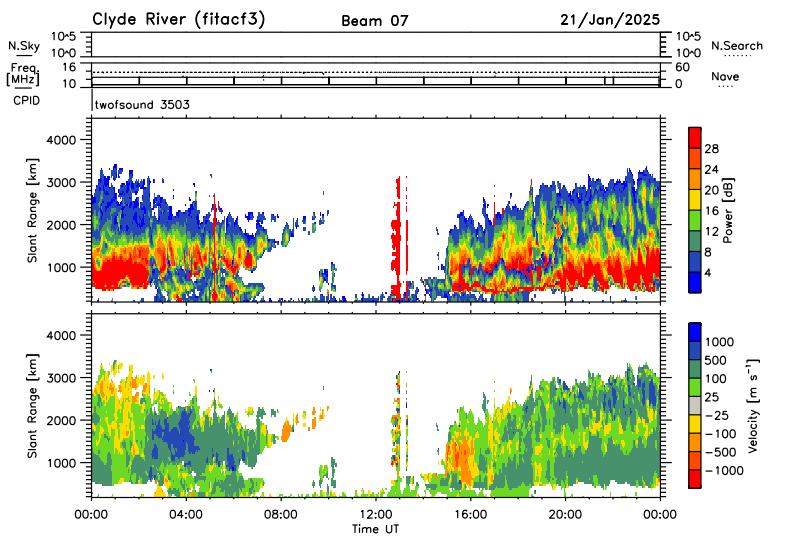 Clyde River (fitacf3) Beam 07 21/Jan/2025
N.Sky 10^5 10^0 10^5 10^0 N.Search
Freq. [MHz] 16 10 60 0 Nave
CPID twofsound 3503
Slant Range [km] 4000 3000 2000 1000
28 24 20 16 12 8 4 Power [dB]
Slant Range [km] 4000 3000 2000 1000
1000 500 100 25 −25 −100 −500 −1000 Velocity [m s⁻¹]
00:00 04:00 08:00 12:00 16:00 20:00 00:00
Time UT